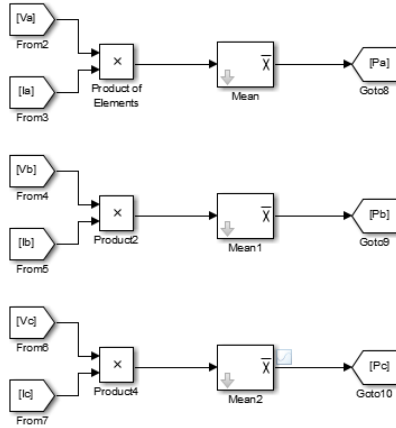 [Va]
From2
[Ia]
From3
×
Product of
Elements
x
Mean
[Pa]
Goto8
[Vb]
From4
[Ib]
From5
×
Product2
x
Mean1
[Pb]
Goto9
[Vc]
From6
[Ic]
From7
×
Product4
x
Mean2
[Pc]
Goto10